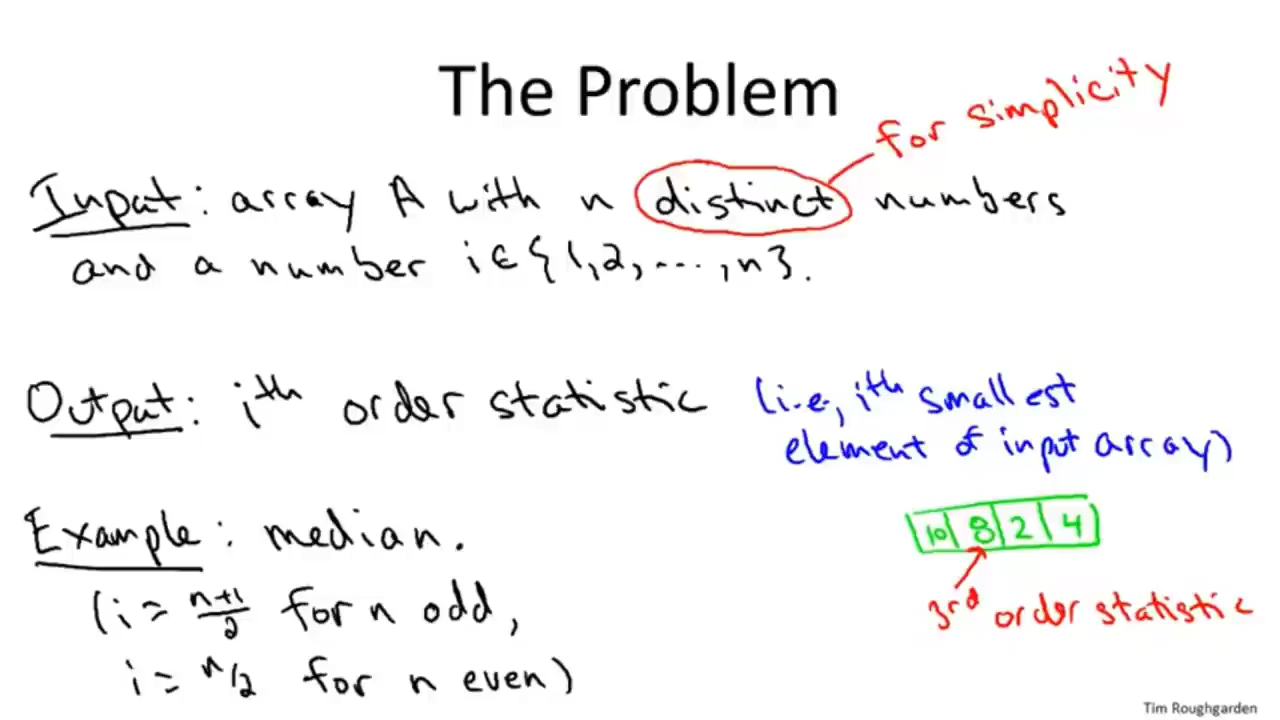 The Problem
for simplicity
Input: array A with n distinct numbers
and a number i∈{1,2,...,n}.
Output: ith order statistic (i.e., ith smallest
element of input array)
Example: median.
10 8 2 4
(i = n+1/2 for n odd,
3rd order statistic
i = n/2 for n even)
Tim Roughgarden